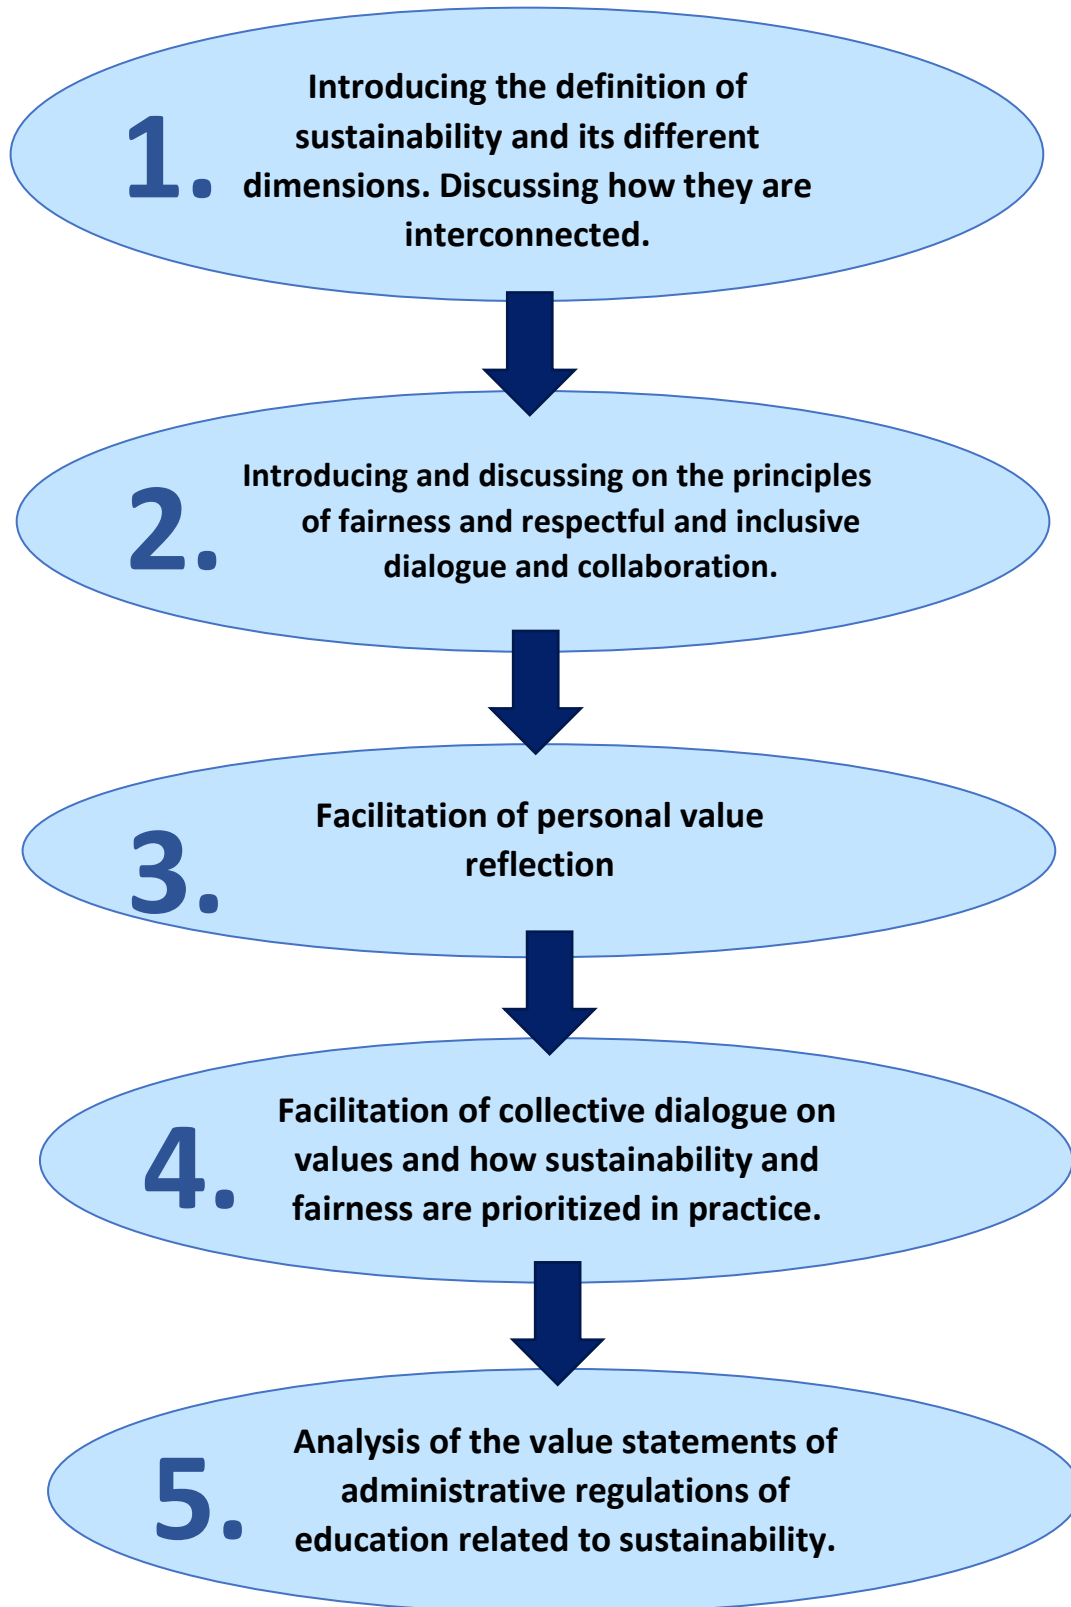 1.
Introducing the definition of
sustainability and its different
dimensions. Discussing how they are
interconnected.
2.
Introducing and discussing on the principles
of fairness and respectful and inclusive
dialogue and collaboration.
3.
Facilitation of personal value
reflection
4.
Facilitation of collective dialogue on
values and how sustainability and
fairness are prioritized in practice.
5.
Analysis of the value statements of
administrative regulations of
education related to sustainability.